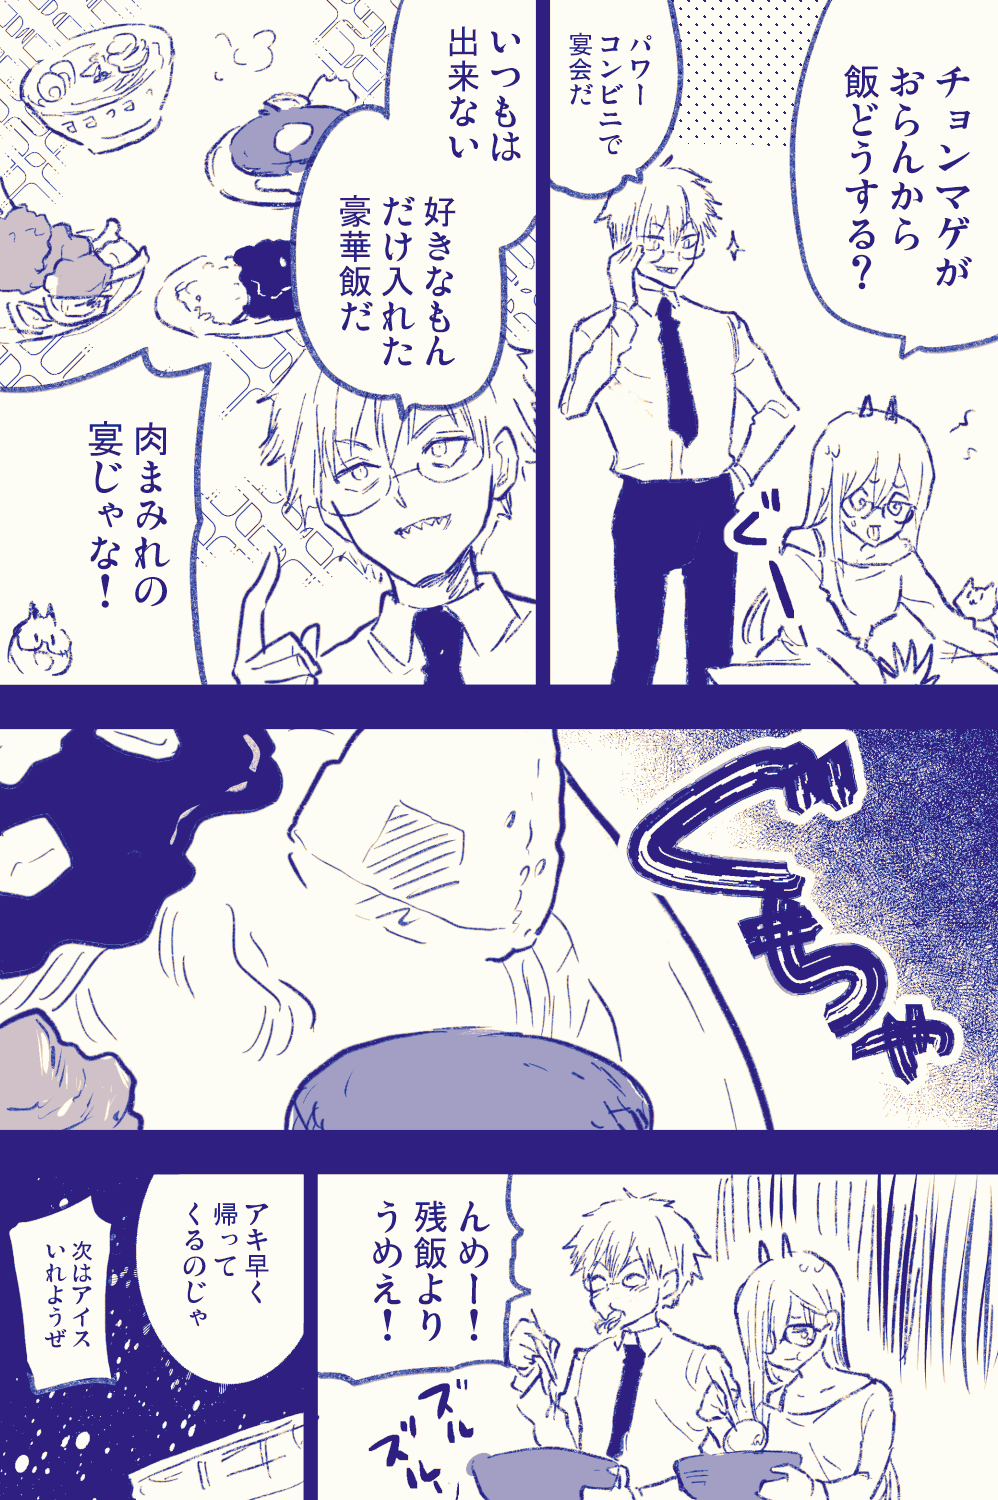 チョンマゲが
おらんから
飯どうする?
パワー
コンビニで
宴会だ
ぐ
ー
いつもは
出来ない
好きなもん
だけ入れた
豪華飯だ
肉まみれの
宴じゃな!
ぐちゃ
んめー!
残飯より
うめえ!
ズルル
ズルル
アキ早く
帰って
くるのじゃ
次はアイス
いれようぜ